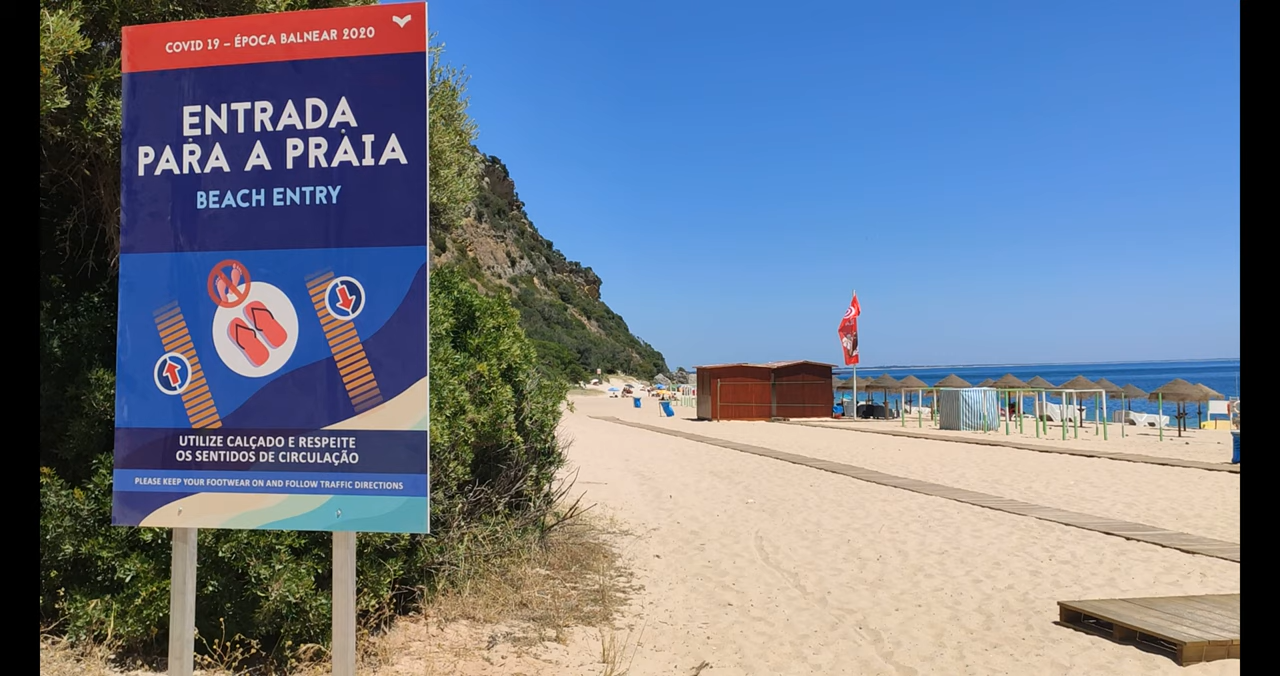 COVID 19 – ÉPOCA BALNEAR 2020
ENTRADA
PARA A PRAIA
BEACH ENTRY
UTILIZE CALÇADO E RESPEITE
OS SENTIDOS DE CIRCULAÇÃO
PLEASE KEEP YOUR FOOTWEAR ON AND FOLLOW TRAFFIC DIRECTIONS